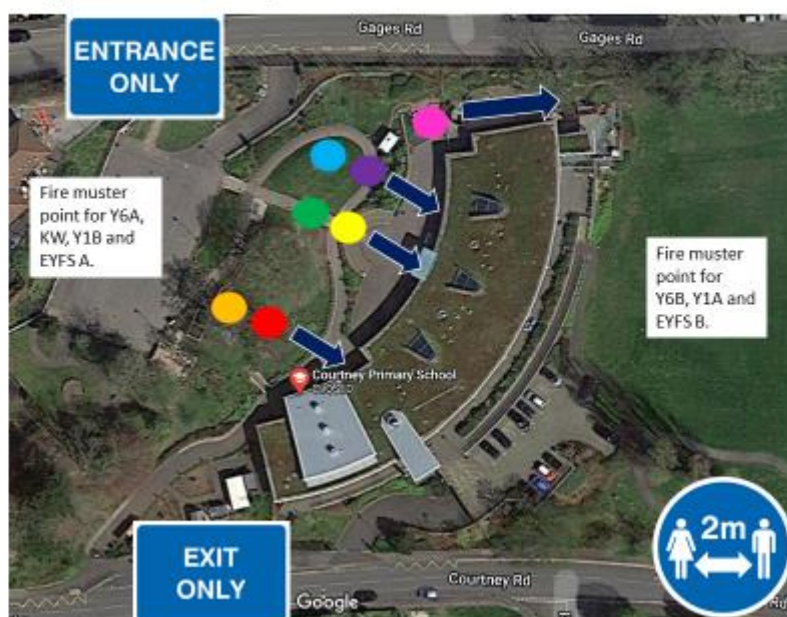 Gages Rd
Gages Rd
ENTRANCE
ONLY
Fire muster
point for Y6A,
KW, Y1B and
EYFS A.
Fire muster
point for
Y6B, Y1A and
EYFS B.
Courtney Primary School
2m
EXIT
ONLY
Google
Courtney Rd
Rd